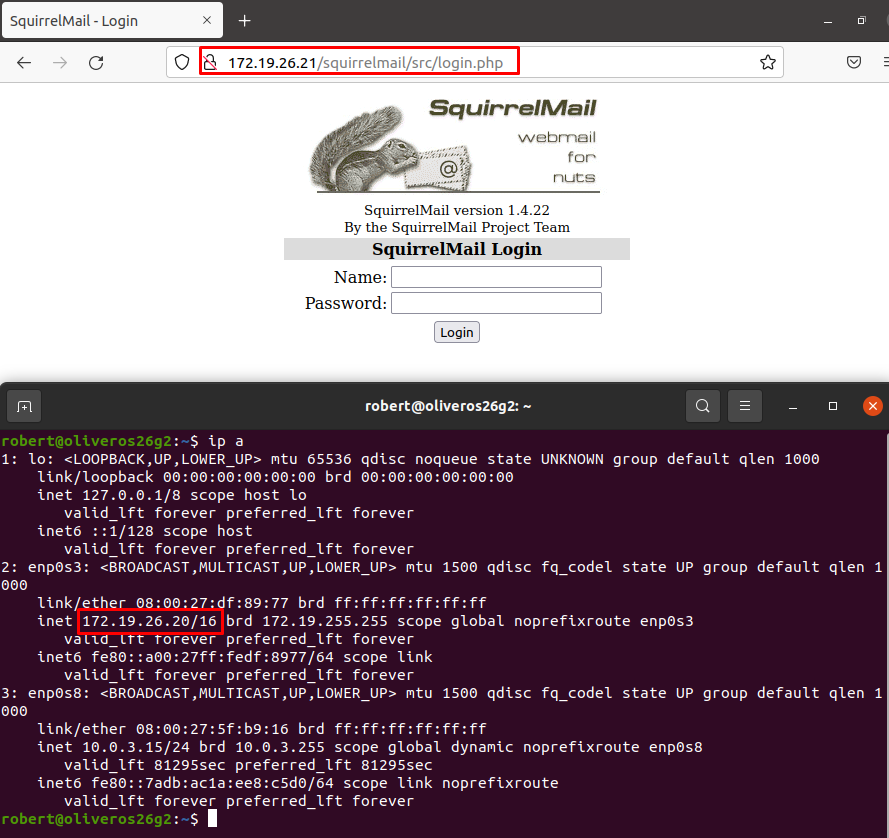 SquirrelMail - Login
172.19.26.21/squirrelmail/src/login.php
SquirrelMail
webmail
for
nuts
@
SquirrelMail version 1.4.22
By the SquirrelMail Project Team
SquirrelMail Login
Name:
Password:
Login
robert@oliveros26g2: ~
robert@oliveros26g2:~$ ip a
1: lo: <LOOPBACK,UP,LOWER_UP> mtu 65536 qdisc noqueue state UNKNOWN group default qlen 1000
    link/loopback 00:00:00:00:00:00 brd 00:00:00:00:00:00
    inet 127.0.0.1/8 scope host lo
       valid_lft forever preferred_lft forever
    inet6 ::1/128 scope host
       valid_lft forever preferred_lft forever
2: enp0s3: <BROADCAST,MULTICAST,UP,LOWER_UP> mtu 1500 qdisc fq_codel state UP group default qlen 1
000
    link/ether 08:00:27:df:89:77 brd ff:ff:ff:ff:ff:ff
    inet 172.19.26.20/16 brd 172.19.255.255 scope global noprefixroute enp0s3
       valid_lft forever preferred_lft forever
    inet6 fe80::a00:27ff:fedf:8977/64 scope link
       valid_lft forever preferred_lft forever
3: enp0s8: <BROADCAST,MULTICAST,UP,LOWER_UP> mtu 1500 qdisc fq_codel state UP group default qlen 1
000
    link/ether 08:00:27:5f:b9:16 brd ff:ff:ff:ff:ff:ff
    inet 10.0.3.15/24 brd 10.0.3.255 scope global dynamic noprefixroute enp0s8
       valid_lft 81295sec preferred_lft 81295sec
    inet6 fe80::7adb:ac1a:ee8:c5d0/64 scope link noprefixroute
       valid_lft forever preferred_lft forever
robert@oliveros26g2:~$